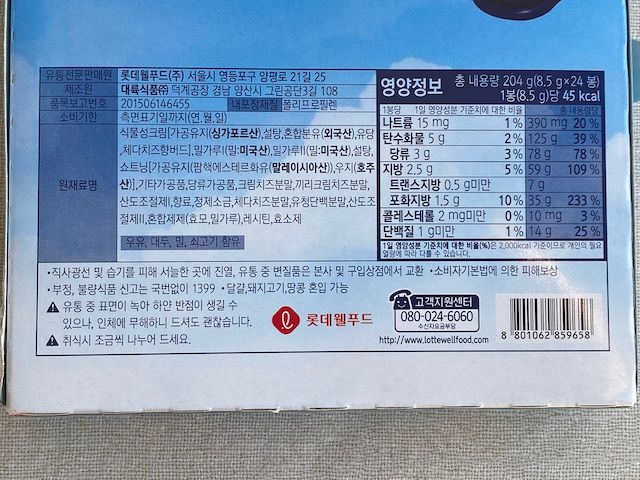 유통전문판매원 롯데웰푸드(주) 서울시 영등포구 양평로 21길 25
제조원 대륙식품㈜ 덕계공장 경남 양산시 그린공단3길 108
품목보고번호 201506146455 내포장재질 폴리프로필렌
소비기한 측면표기일까지(연.월.일)
원재료명
식물성크림[가공유지(싱가포르산),설탕,혼합분유(외국산),유당
,체다치즈향버드],밀가루Ⅰ(밀:미국산),밀가루Ⅱ(밀:미국산),설탕,
쇼트닝[가공유지(팜핵에스테르화유(말레이시아산)),우지(호주
산)],기타가공품,당류가공품,크림치즈분말,끼리크림치즈분말,
산도조절제Ⅰ,향료,정제소금,체다치즈분말,유청단백분말,산도조
절제Ⅱ,혼합제제(효모,밀가루),레시틴,효소제
우유, 대두, 밀, 쇠고기 함유
영양정보 총 내용량 204 g(8.5 g×24 봉)
1봉(8.5 g)당 45 kcal
1봉당 1일 영양성분 기준치에 대한 비율 총 내용량당
나트륨 15 mg 1% 390 mg 20 %
탄수화물 5 g 2% 125 g 39 %
당류 3 g 3% 78 g 78 %
지방 2.5 g 5% 59 g 109 %
트랜스지방 0.5 g미만 7 g
포화지방 1.5 g 10% 35 g 233 %
콜레스테롤 2 mg미만 0% 10 mg 3 %
단백질 1 g미만 1% 14 g 25 %
1일 영양성분 기준치에 대한 비율(%)은 2,000kcal 기준이므로 개인의 필요
열량에 따라 다를 수 있습니다.
•직사광선 및 습기를 피해 서늘한 곳에 진열, 유통 중 변질품은 본사 및 구입상점에서 교환 •소비자기본법에 의한 피해보상
•부정, 불량식품 신고는 국번없이 1399 •달걀,돼지고기,땅콩 혼입 가능
유통 중 표면이 녹아 하얀 반점이 생길 수
있으나, 인체에 무해하니 드셔도 괜찮습니다.
취식시 조금씩 나누어 드세요.
롯데웰푸드
고객지원센터
080-024-6060
수신자요금부담
http://www.lottewellfood.com
8 801062 859658